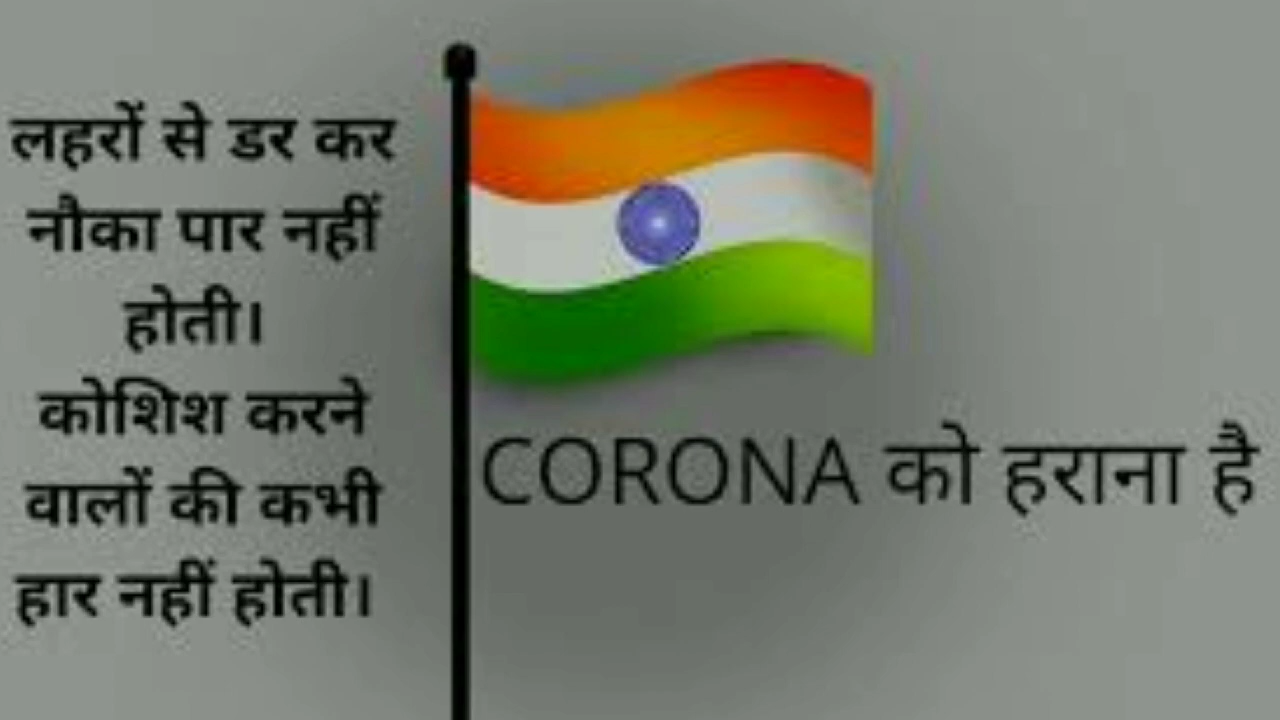 लहरों से डर कर
नौका पार नहीं
होती।
कोशिश करने
वालों की कभी
हार नहीं होती।
CORONA को हराना है